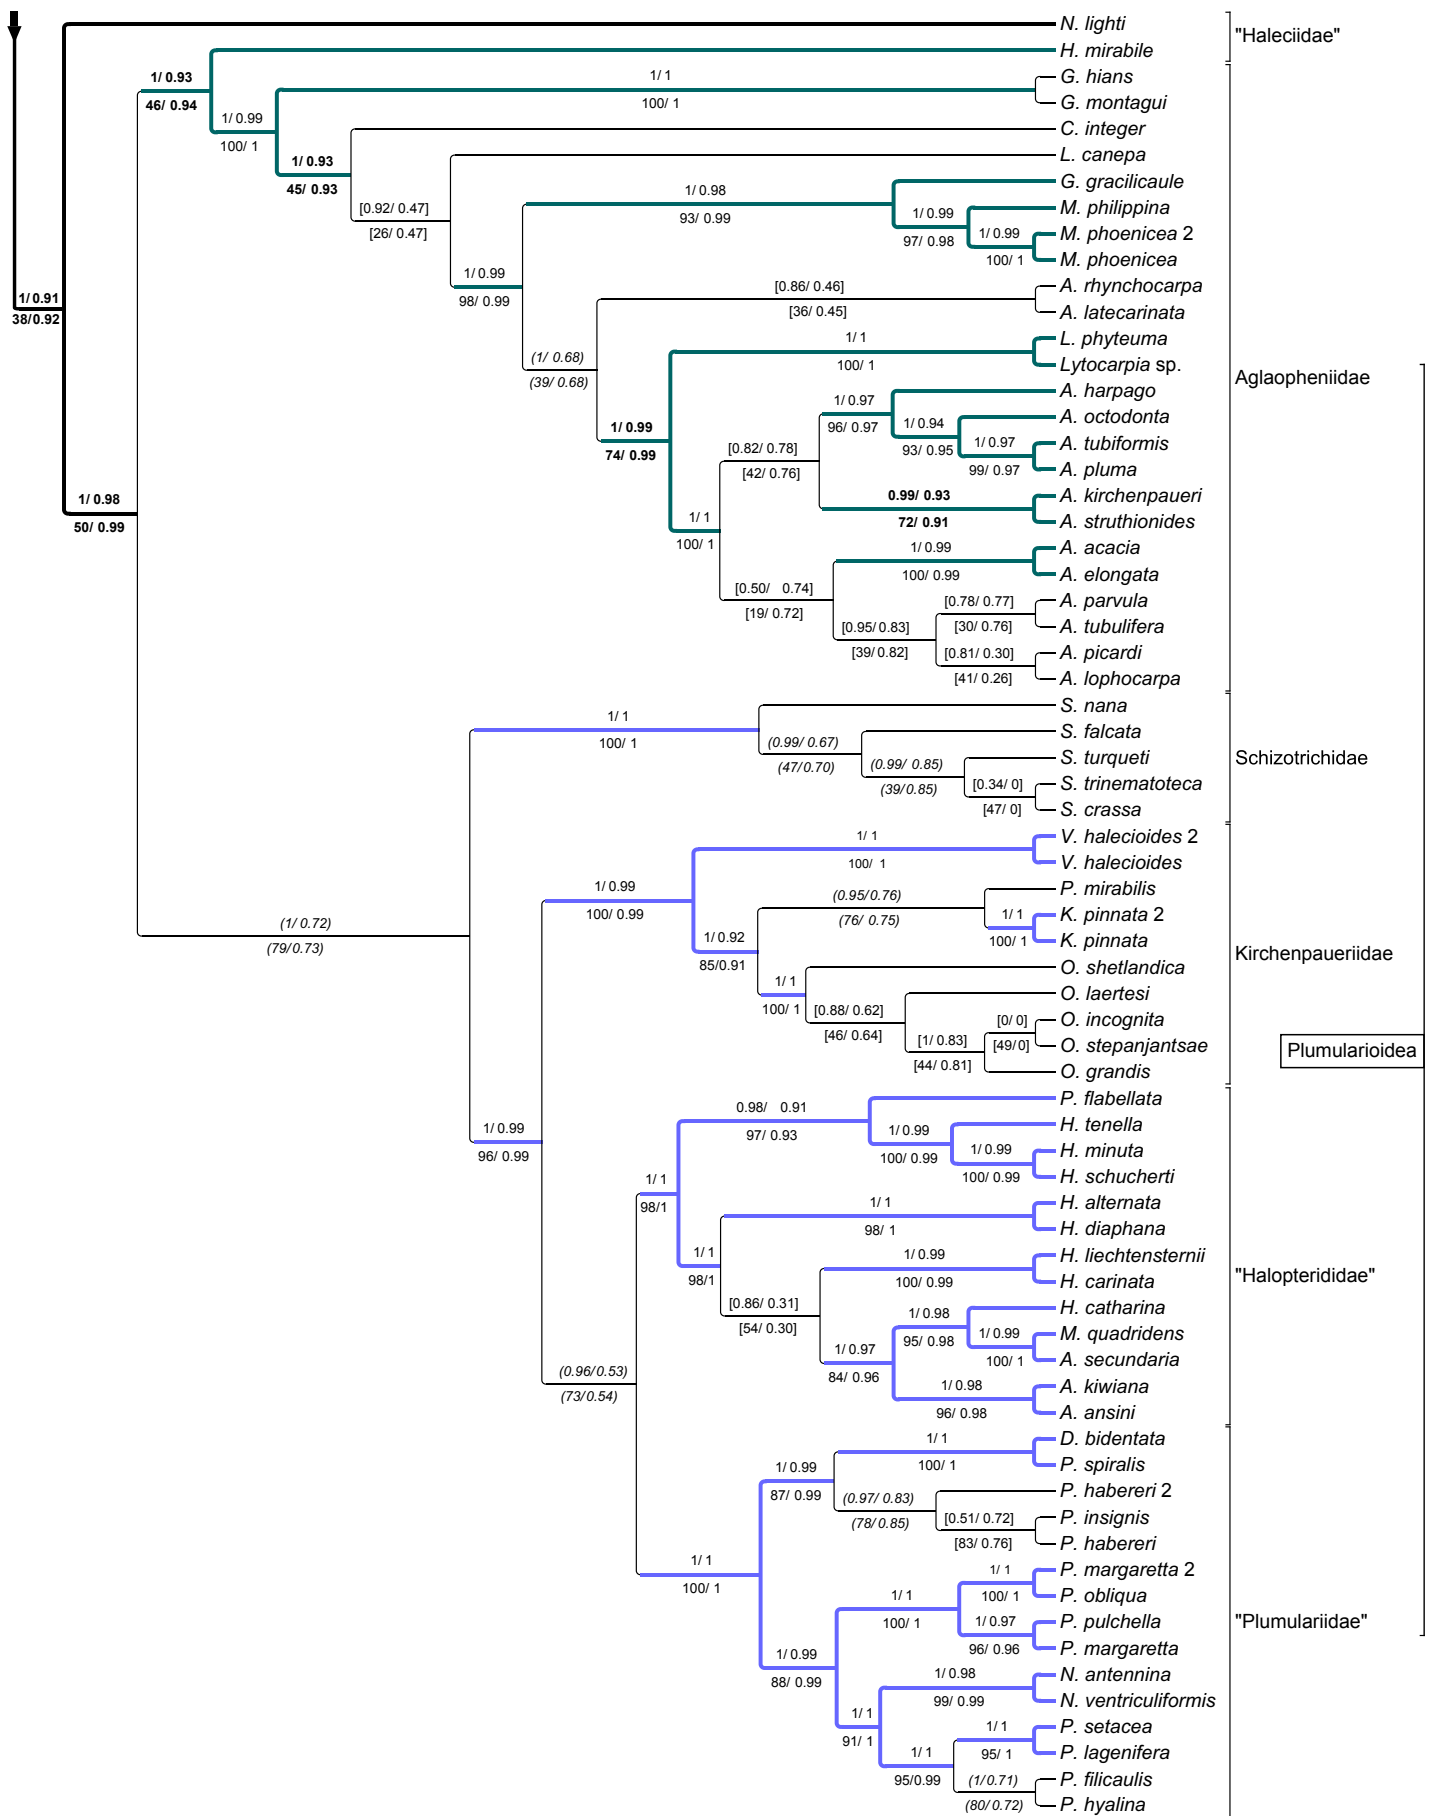 N. lighti
"Haleciidae"
H. mirabile
1/ 0.93
46/ 0.94
1/ 1
G. hians
100/ 1
G. montagui
1/ 0.99
100/ 1
C. integer
1/ 0.93
45/ 0.93
L. canepa
1/ 0.98
G. gracilicaule
93/ 0.99
[0.92/ 0.47]
[26/ 0.47]
1/ 0.99
M. philippina
97/ 0.98
1/ 0.99
M. phoenicea 2
100/ 1
M. phoenicea
1/ 0.99
98/ 0.99
[0.86/ 0.46]
A. rhynchocarpa
[36/ 0.45]
A. latecarinata
1/ 0.91
38/0.92
1/ 1
L. phyteuma
100/ 1
Lytocarpia sp.
(1/ 0.68)
(39/ 0.68)
Aglaopheniidae
1/ 0.97
A. harpago
96/ 0.97
1/ 0.94
A. octodonta
93/ 0.95
1/ 0.97
A. tubiformis
99/ 0.97
A. pluma
1/ 0.99
74/ 0.99
[0.82/ 0.78]
[42/ 0.76]
0.99/ 0.93
A. kirchenpaueri
72/ 0.91
A. struthionides
1/ 0.98
50/ 0.99
1/ 1
100/ 1
1/ 0.99
A. acacia
100/ 0.99
A. elongata
[0.50/ 0.74]
[19/ 0.72]
[0.78/ 0.77]
A. parvula
[30/ 0.76]
A. tubulifera
[0.95/ 0.83]
[39/ 0.82]
[0.81/ 0.30]
A. picardi
[41/ 0.26]
A. lophocarpa
1/ 1
S. nana
100/ 1
(0.99/ 0.67)
S. falcata
(47/ 0.70)
(0.99/ 0.85)
S. turqueti
Schizotrichidae
(39/ 0.85)
[0.34/ 0]
S. trinematoteca
[47/ 0]
S. crassa
1/ 1
V. halecioides 2
100/ 1
V. halecioides
1/ 0.99
100/ 0.99
(0.95/ 0.76)
P. mirabilis
(76/ 0.75)
1/ 1
K. pinnata 2
100/ 1
K. pinnata
(1/ 0.72)
(79/ 0.73)
1/ 0.92
85/0.91
Kirchenpaueriidae
O. shetlandica
1/ 1
100/ 1
O. laertesi
[0.88/ 0.62]
[46/ 0.64]
[0/ 0]
O. incognita
[49/0]
O. stepanjantsae
[1/ 0.83]
[44/ 0.81]
Plumularioidea
O. grandis
0.98/ 0.91
P. flabellata
97/ 0.93
1/ 0.99
H. tenella
100/ 0.99
1/ 0.99
H. minuta
100/ 0.99
H. schucherti
1/ 0.99
96/ 0.99
1/ 1
98/1
1/ 1
H. alternata
98/ 1
H. diaphana
1/ 1
98/1
1/ 0.99
H. liechtensternii
100/ 0.99
H. carinata
"Halopterididae"
[0.86/ 0.31]
[54/ 0.30]
1/ 0.98
H. catharina
95/ 0.98
1/ 0.99
M. quadridens
100/ 1
A. secundaria
1/ 0.97
84/ 0.96
1/ 0.98
A. kiwiana
96/ 0.98
A. ansini
(0.96/ 0.53)
(73/ 0.54)
1/ 1
D. bidentata
100/ 1
P. spiralis
1/ 0.99
87/ 0.99
P. habereri 2
(0.97/ 0.83)
(78/ 0.85)
[0.51/ 0.72]
P. insignis
[83/ 0.76]
P. habereri
1/ 1
100/ 1
1/ 1
P. margaretta 2
100/ 1
P. obliqua
1/ 1
100/ 1
1/ 0.97
P. pulchella
"Plumulariidae"
96/ 0.96
P. margaretta
1/ 0.99
88/ 0.99
1/ 0.98
N. antennina
99/ 0.99
N. ventriculiformis
1/ 1
91/ 1
1/ 1
P. setacea
95/ 1
P. lagenifera
1/ 1
95/0.99
(1/ 0.71)
P. filicaulis
(80/ 0.72)
P. hyalina